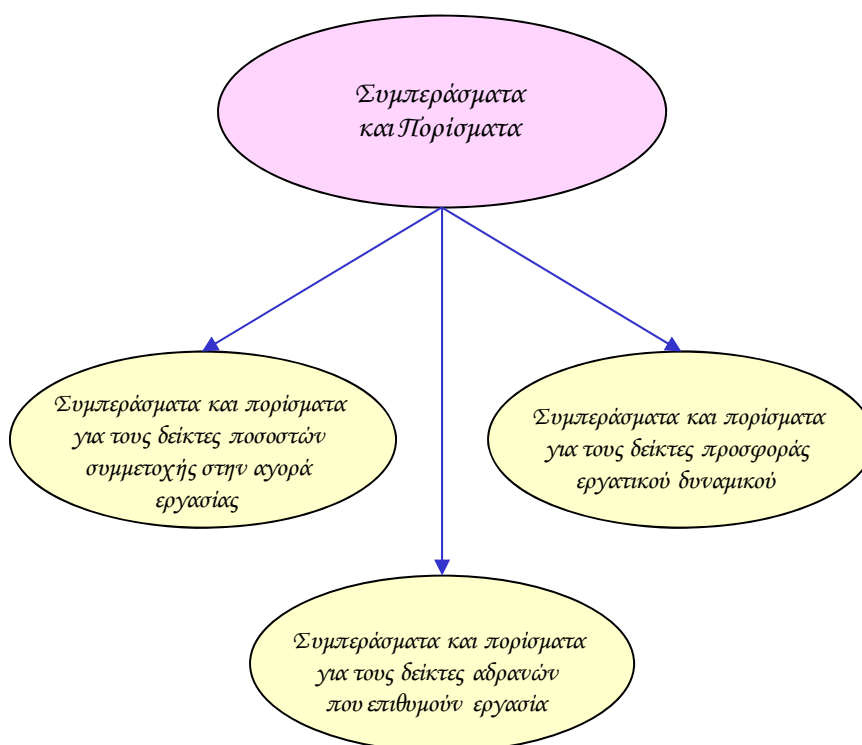 Συμπεράσματα
και Πορίσματα
Συμπεράσματα και πορίσματα
για τους δείκτες ποσοστών
συμμετοχής στην αγορά
εργασίας
Συμπεράσματα και πορίσματα
για τους δείκτες προσφοράς
εργατικού δυναμικού
Συμπεράσματα και πορίσματα
για τους δείκτες αδρανών
που επιθυμούν εργασία